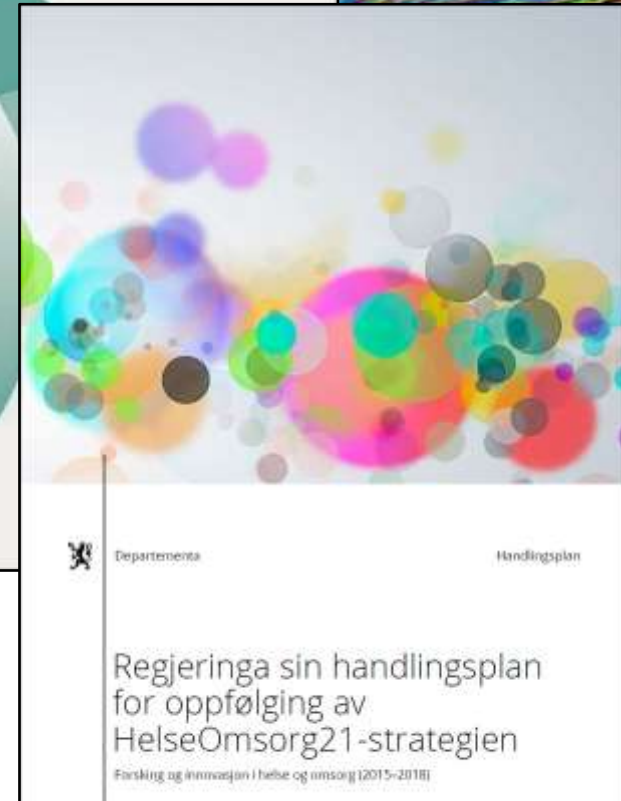 Departementa
Handlingsplan
Regjeringa sin handlingsplan
for oppfølging av
HelseOmsorg21-strategien
Forsking og innovasjon i helse og omsorg (2015–2018)